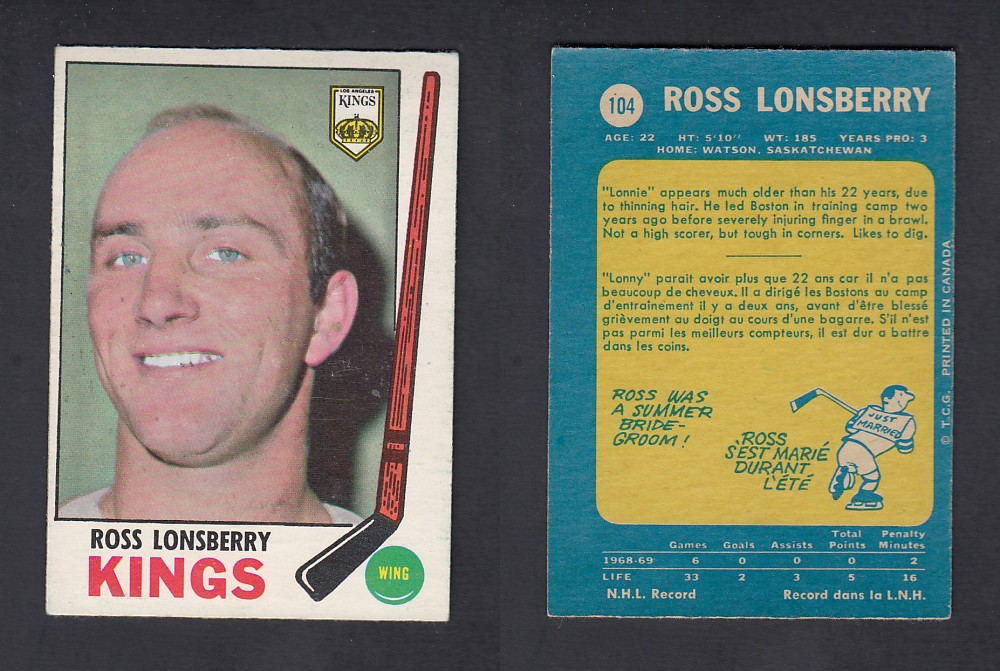 LOS ANGELES
KINGS
ROSS LONSBERRY
KINGS
WING
104 ROSS LONSBERRY
AGE: 22 HT: 5'10" WT: 185 YEARS PRO: 3
HOME: WATSON, SASKATCHEWAN
"Lonnie" appears much older than his 22 years, due
to thinning hair. He led Boston in training camp two
years ago before severely injuring finger in a brawl.
Not a high scorer, but tough in corners. Likes to dig.
"Lonny" parait avoir plus que 22 ans car il n'a pas
beaucoup de cheveux. Il a dirigé les Bostons au camp
d'entrainement il y a deux ans, avant d'être blessé
grièvement au doigt au cours d'une bagarre. S'il n'est
pas parmi les meilleurs compteurs, il est dur a battre
dans les coins.
ROSS WAS
A SUMMER
BRIDE-
GROOM!
ROSS
S'EST MARIÉ
DURANT
L'ÉTÉ
JUST
MARRIED
© T.C.G. PRINTED IN CANADA
Games Goals Assists Total Points Penalty Minutes
1968-69 6 0 0 0 2
LIFE 33 2 3 5 16
N.H.L. Record Record dans la L.N.H.